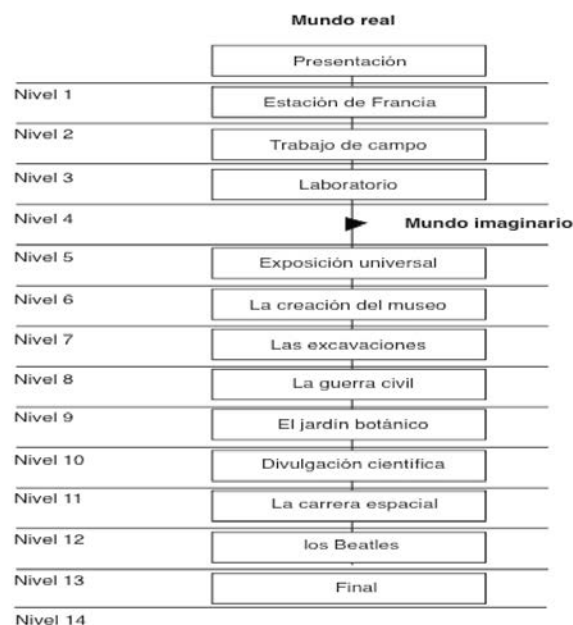 Mundo real
Presentación
Nivel 1
Estación de Francia
Nivel 2
Trabajo de campo
Nivel 3
Laboratorio
Nivel 4
Mundo imaginario
Nivel 5
Exposición universal
Nivel 6
La creación del museo
Nivel 7
Las excavaciones
Nivel 8
La guerra civil
Nivel 9
El jardín botánico
Nivel 10
Divulgación científica
Nivel 11
La carrera espacial
Nivel 12
los Beatles
Nivel 13
Final
Nivel 14